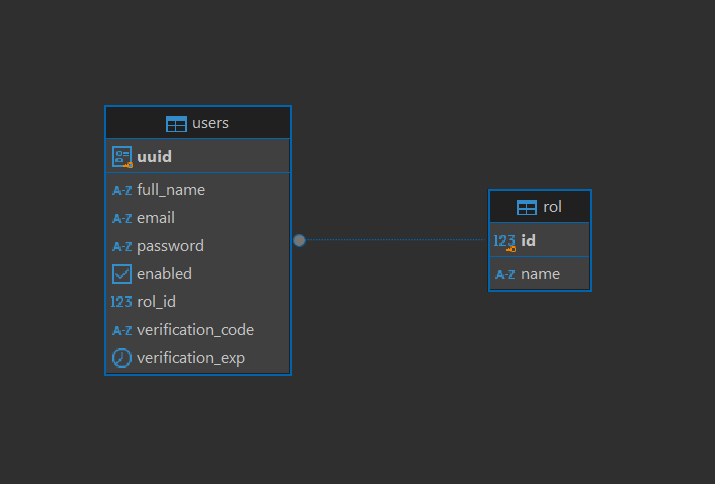 users
uuid
A-Z full_name
A-Z email
A-Z password
enabled
123 rol_id
A-Z verification_code
verification_exp
rol
123 id
A-Z name